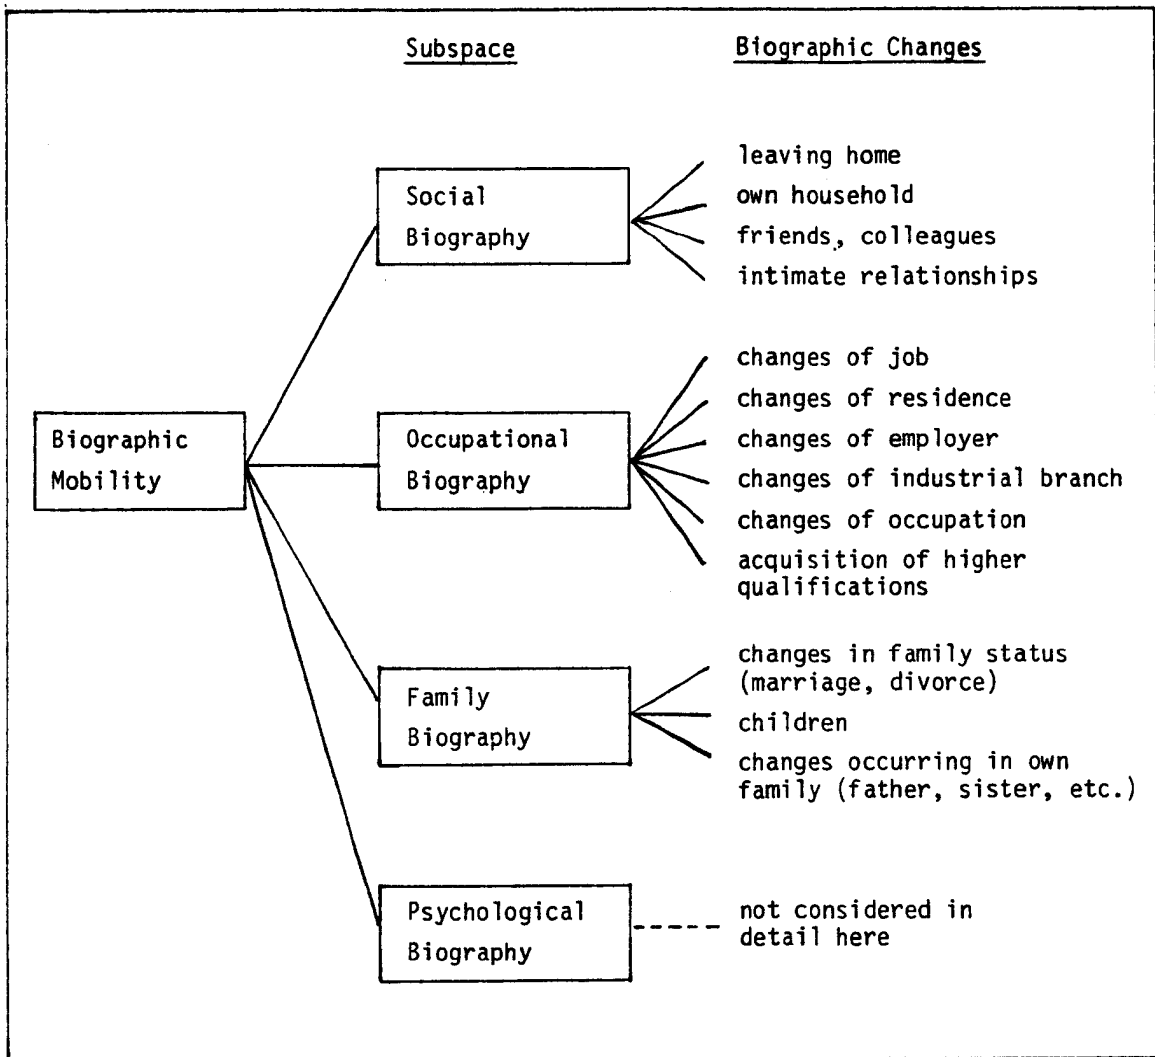 Subspace
Biographic Changes
Biographic
Mobility
Social
Biography
leaving home
own household
friends, colleagues
intimate relationships
Occupational
Biography
changes of job
changes of residence
changes of employer
changes of industrial branch
changes of occupation
acquisition of higher
qualifications
Family
Biography
changes in family status
(marriage, divorce)
children
changes occurring in own
family (father, sister, etc.)
Psychological
Biography
not considered in
detail here